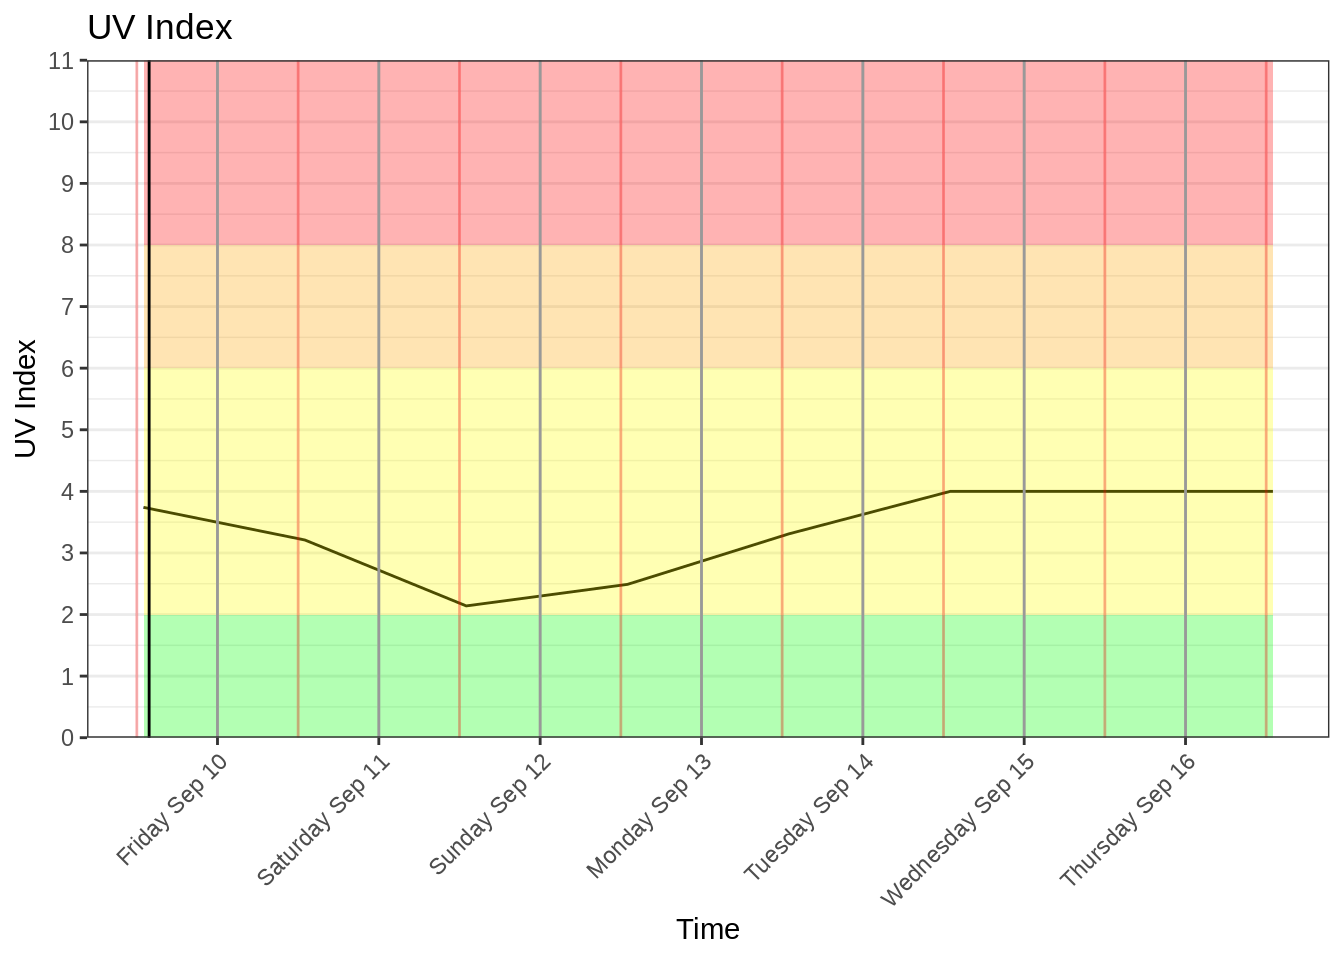 UV Index
11
10
9
8
7
6
5
4
3
2
1
0
UV Index
Friday Sep 10
Saturday Sep 11
Sunday Sep 12
Monday Sep 13
Tuesday Sep 14
Wednesday Sep 15
Thursday Sep 16
Time